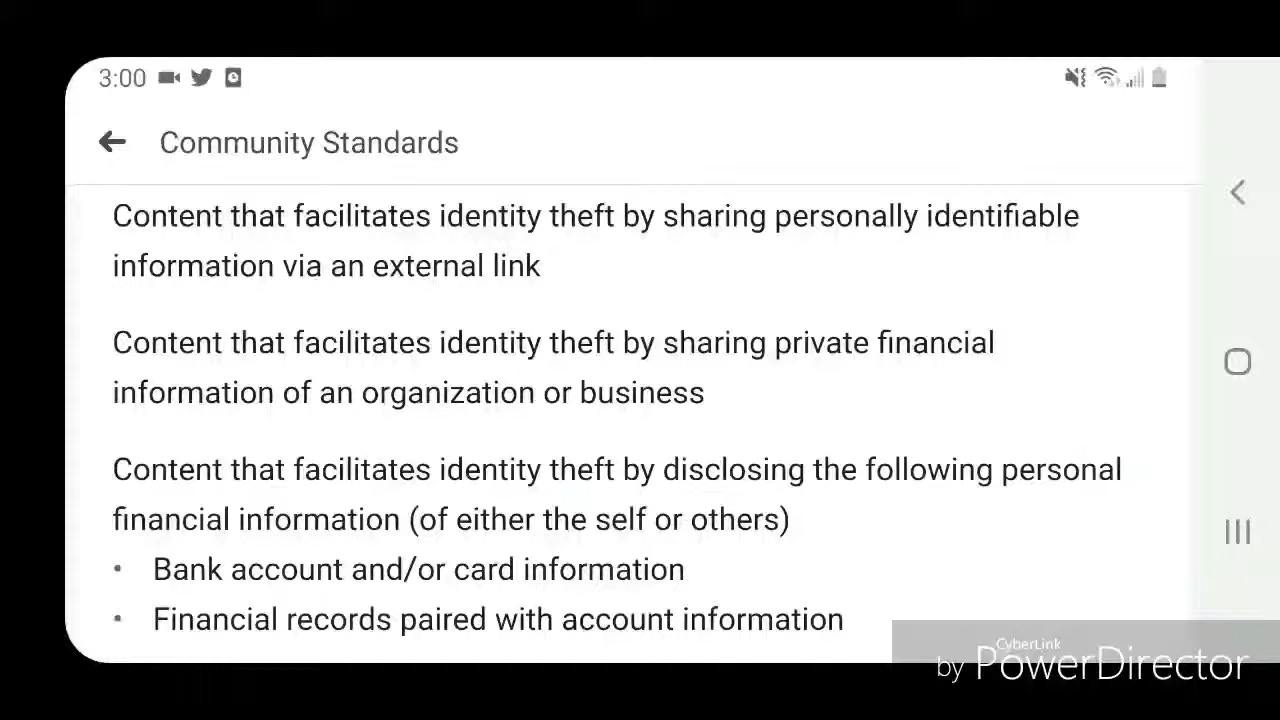 3:00
Community Standards
Content that facilitates identity theft by sharing personally identifiable
information via an external link
Content that facilitates identity theft by sharing private financial
information of an organization or business
Content that facilitates identity theft by disclosing the following personal
financial information (of either the self or others)
• Bank account and/or card information
• Financial records paired with account information
CyberLink
by PowerDirector